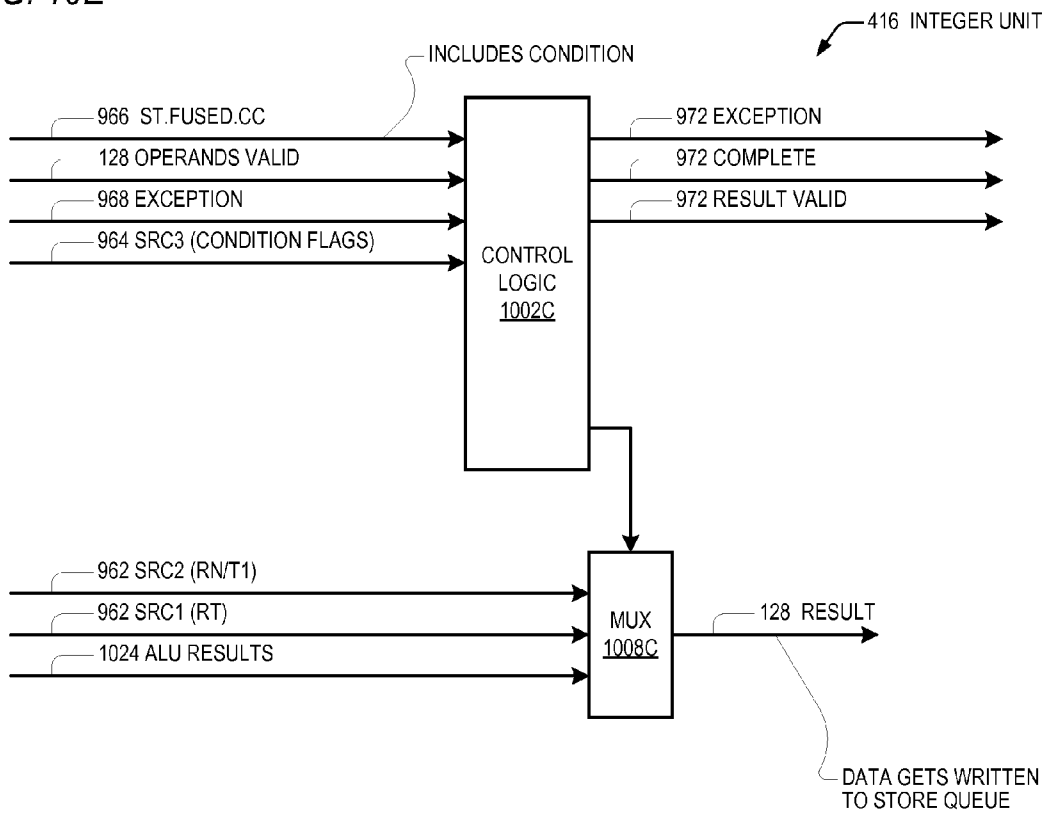 10E
416 INTEGER UNIT
INCLUDES CONDITION
966 ST.FUSED.CC
972 EXCEPTION
128 OPERANDS VALID
972 COMPLETE
968 EXCEPTION
972 RESULT VALID
964 SRC3 (CONDITION FLAGS)
CONTROL
LOGIC
1002C
962 SRC2 (RN/T1)
962 SRC1 (RT)
128 RESULT
MUX
1008C
1024 ALU RESULTS
DATA GETS WRITTEN
TO STORE QUEUE